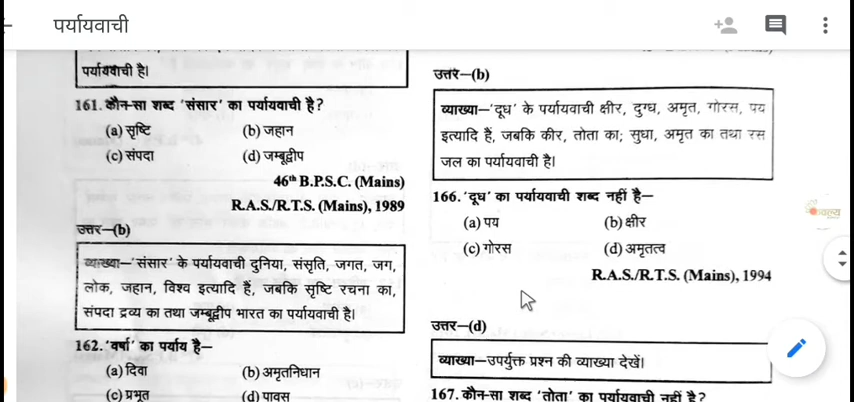 पर्यायवाची
पर्यायवाची है।
161. कौन-सा शब्द 'संसार' का पर्यायवाची है?
(a) सृष्टि (b) जहान
(c) संपदा (d) जम्बूद्वीप
46th B.P.S.C. (Mains)
R.A.S./R.T.S. (Mains), 1989
उत्तर—(b)
व्याख्या—'संसार' के पर्यायवाची दुनिया, संसृति, जगत, जग,
लोक, जहान, विश्व इत्यादि हैं, जबकि सृष्टि रचना का,
संपदा द्रव्य का तथा जम्बूद्वीप भारत का पर्यायवाची है।
162. 'वर्षा' का पर्याय है—
(a) दिवा (b) अमृतनिधान
(c) प्रभूत (d) पावस
उत्तर—(b)
व्याख्या—'दूध' के पर्यायवाची क्षीर, दुग्ध, अमृत, गोरस, पय
इत्यादि हैं, जबकि कीर, तोता का; सुधा, अमृत का तथा रस
जल का पर्यायवाची है।
166. 'दूध' का पर्यायवाची शब्द नहीं है—
(a) पय (b) क्षीर
(c) गोरस (d) अमृतत्व
R.A.S./R.T.S. (Mains), 1994
उत्तर—(d)
व्याख्या—उपर्युक्त प्रश्न की व्याख्या देखें।
167. कौन-सा शब्द 'तोता' का पर्यायवाची नहीं है?